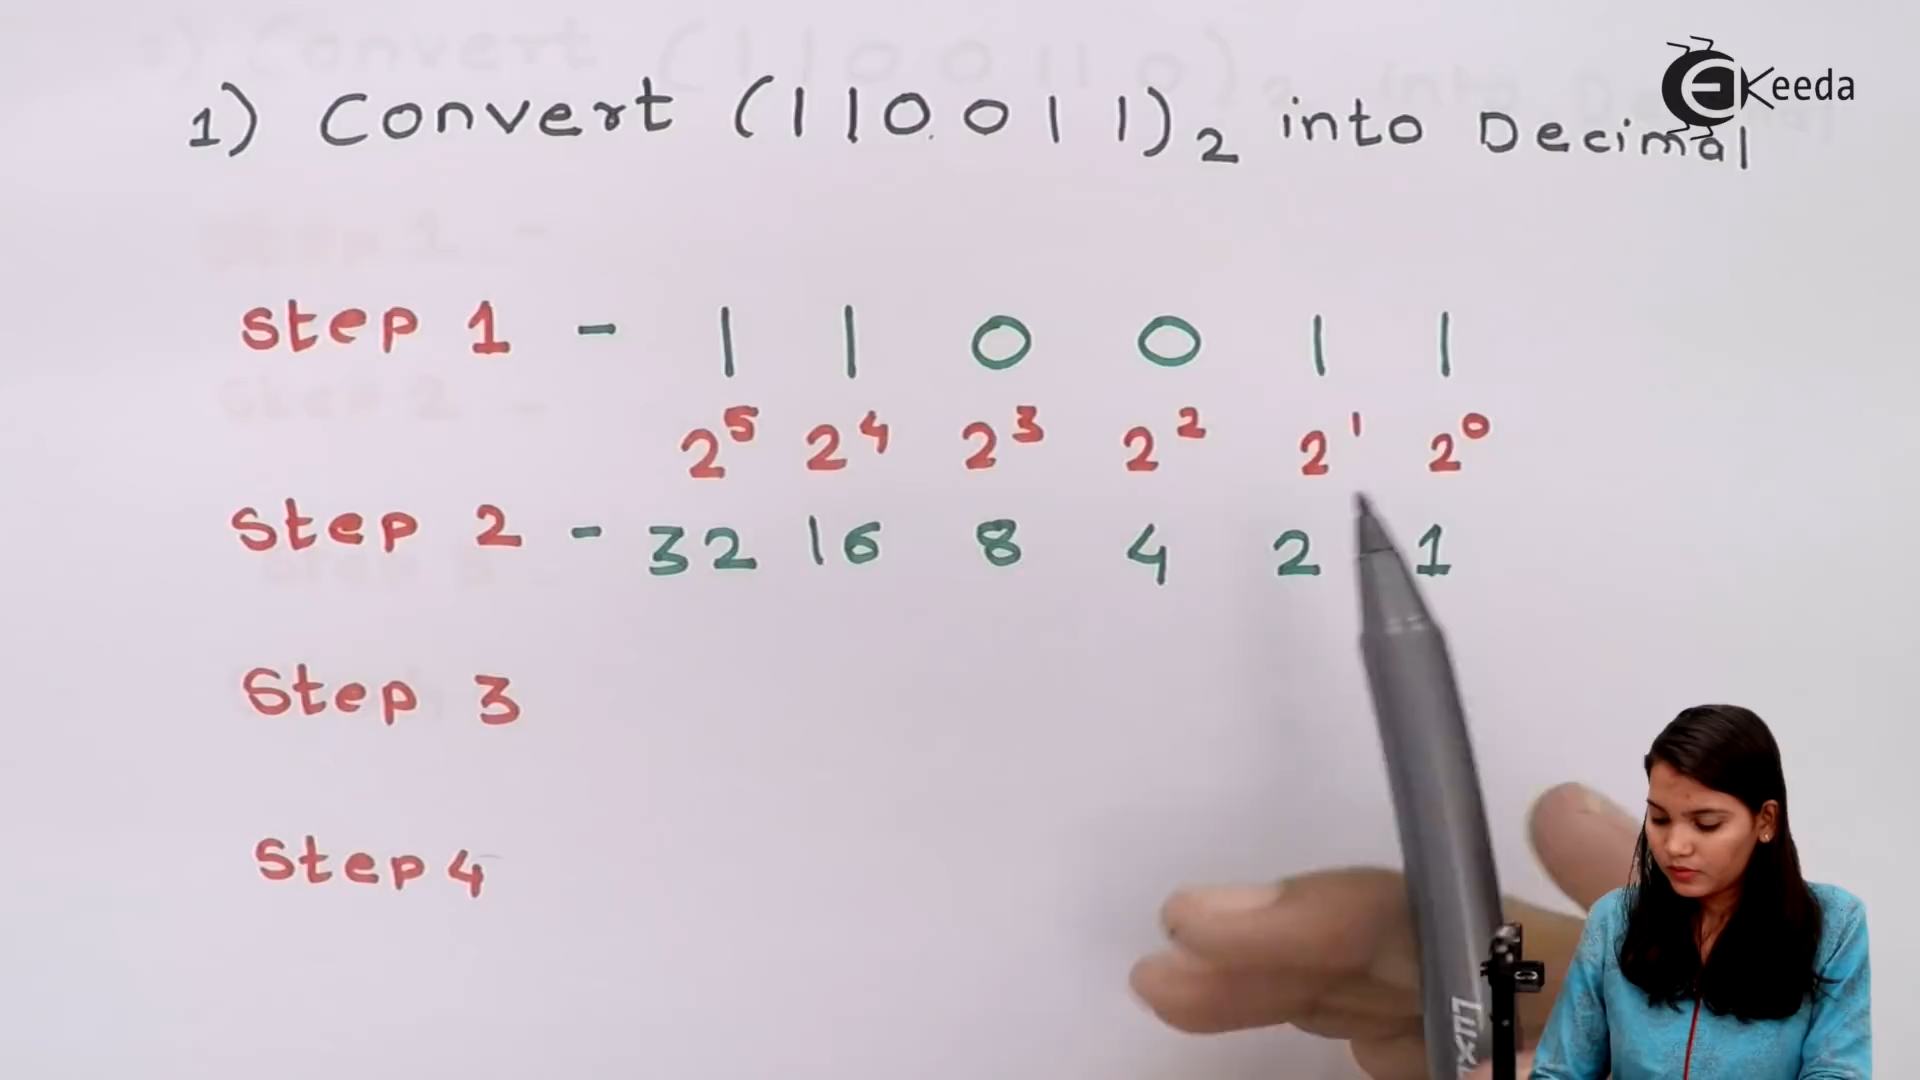 EKeeda
1) Convert (110011)₂ into Decimal
Step 1 - 1 1 0 0 1 1
2⁵ 2⁴ 2³ 2² 2¹ 2⁰
Step 2 - 32 16 8 4 2 1
Step 3
Step 4